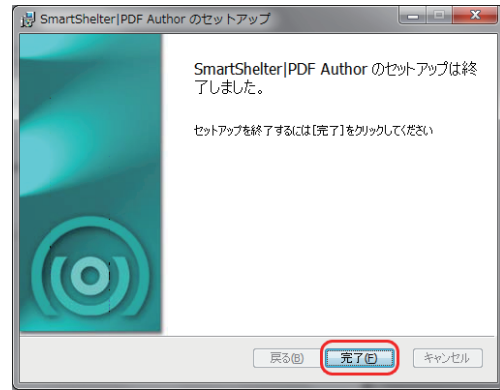 SmartShelter|PDF Author のセットアップ
SmartShelter|PDF Author のセットアップは終
了しました。
セットアップを終了するには[完了]をクリックしてください
戻る(B) 完了(F) キャンセル